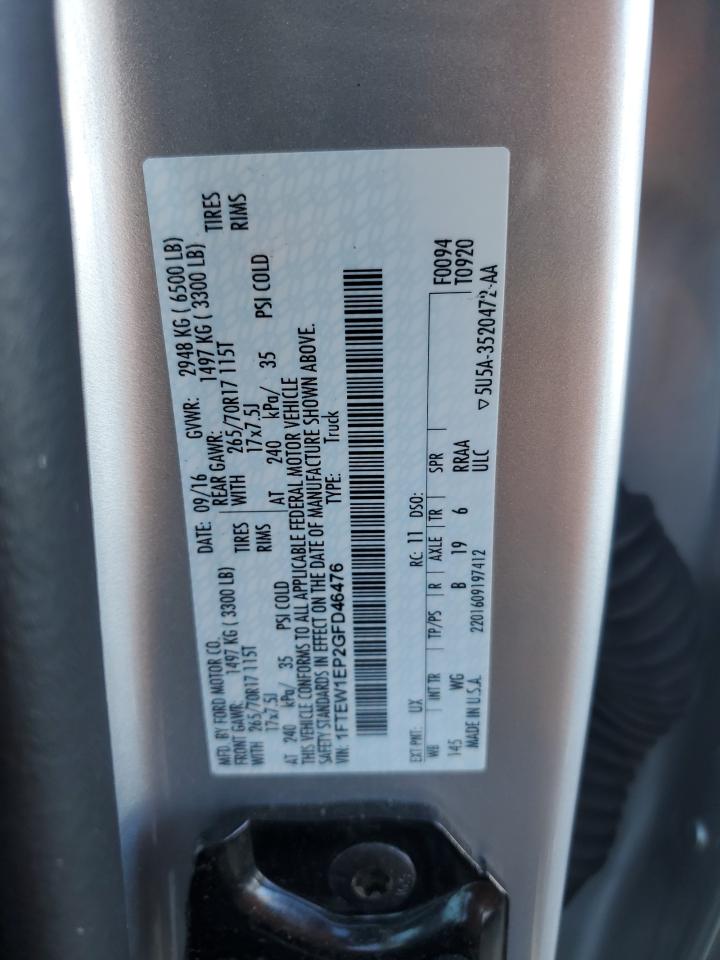 MFD. BY FORD MOTOR CO. DATE: 09/16 GVWR: 2948 KG ( 6500 LB)
FRONT GAWR: 1497 KG ( 3300 LB) REAR GAWR: 1497 KG ( 3300 LB)
WITH 265/70R17 115T TIRES WITH 265/70R17 115T TIRES
17x7.5J RIMS 17x7.5J RIMS
AT 240 kPa/ 35 PSI COLD AT 240 kPa/ 35 PSI COLD
THIS VEHICLE CONFORMS TO ALL APPLICABLE FEDERAL MOTOR VEHICLE
SAFETY STANDARDS IN EFFECT ON THE DATE OF MANUFACTURE SHOWN ABOVE.
VIN: 1FTEW1EP2GFD46476 TYPE: Truck
EXT PNT: UX RC: 11 DSO: F0094
WB INT TR TP/PS R AXLE TR SPR T0920
145 WG B 19 6 RRAA
MADE IN U.S.A. 2201609197412 ULC ▽5U5A-3520472-AA